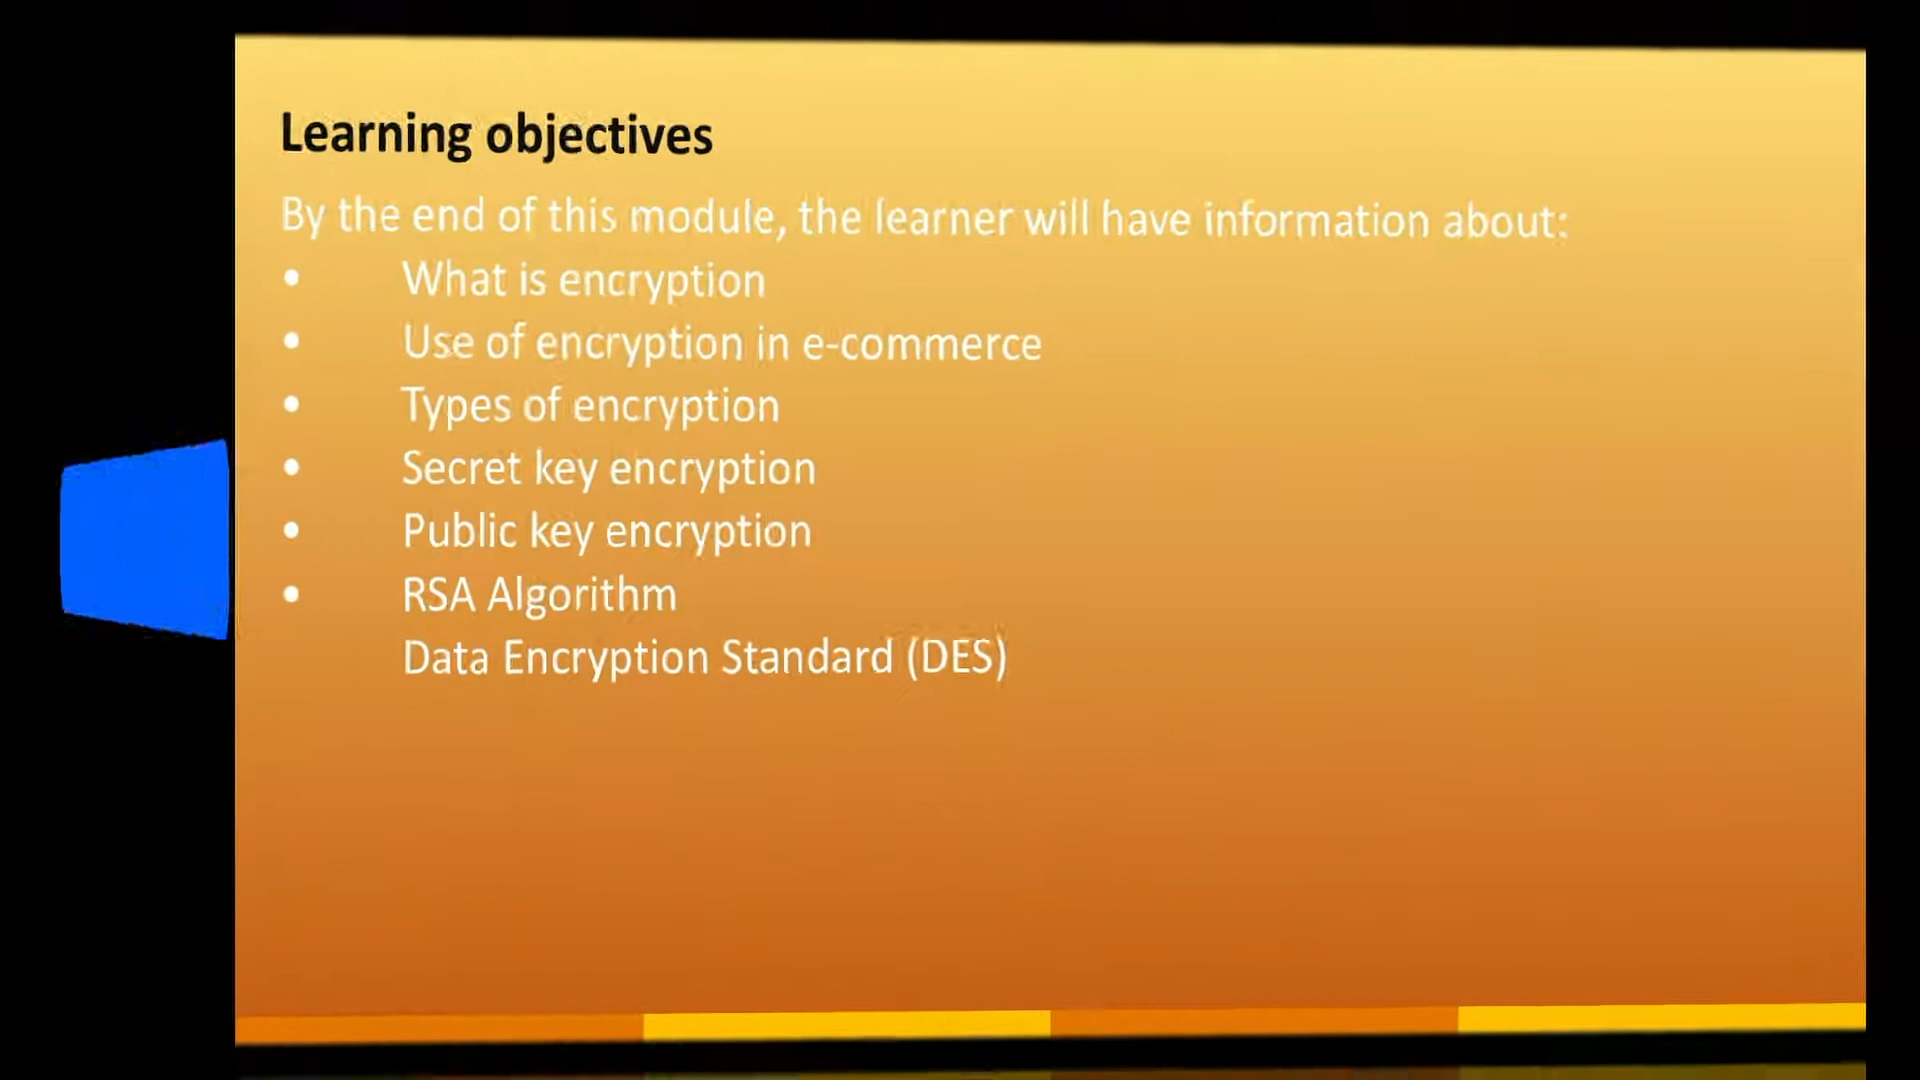 Learning objectives
By the end of this module, the learner will have information about:
• What is encryption
• Use of encryption in e-commerce
• Types of encryption
• Secret key encryption
• Public key encryption
• RSA Algorithm
Data Encryption Standard (DES)